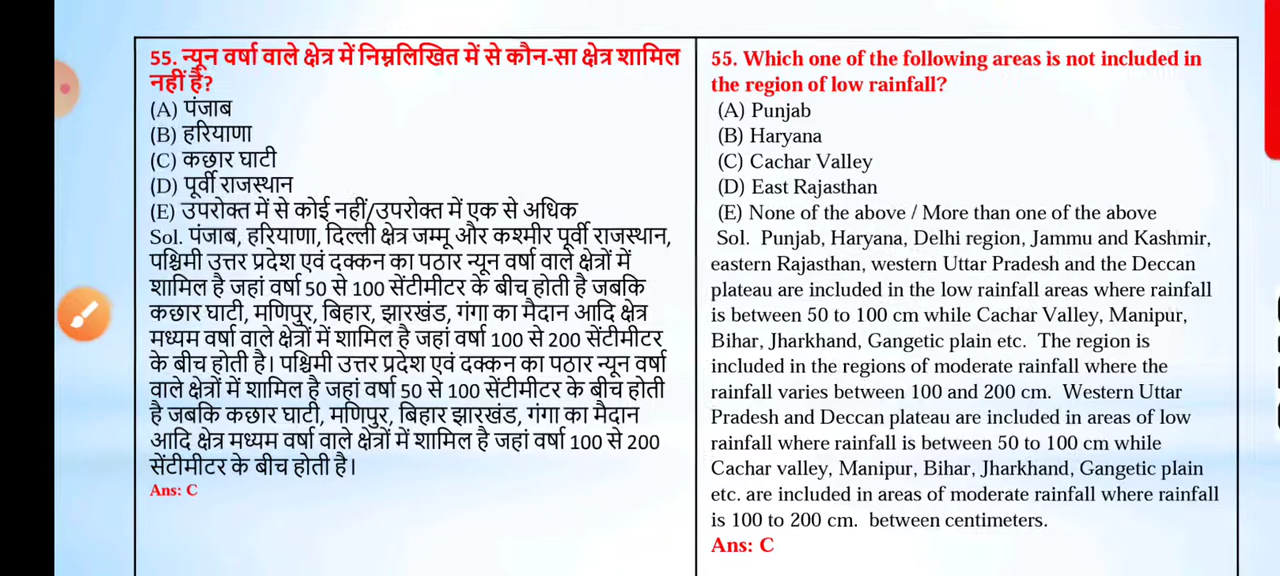 55. न्यून वर्षा वाले क्षेत्र में निम्नलिखित में से कौन-सा क्षेत्र शामिल
नहीं है?
(A) पंजाब
(B) हरियाणा
(C) कछार घाटी
(D) पूर्वी राजस्थान
(E) उपरोक्त में से कोई नहीं/उपरोक्त में एक से अधिक
Sol. पंजाब, हरियाणा, दिल्ली क्षेत्र जम्मू और कश्मीर पूर्वी राजस्थान,
पश्चिमी उत्तर प्रदेश एवं दक्कन का पठार न्यून वर्षा वाले क्षेत्रों में
शामिल है जहां वर्षा 50 से 100 सेंटीमीटर के बीच होती है जबकि
कछार घाटी, मणिपुर, बिहार, झारखंड, गंगा का मैदान आदि क्षेत्र
मध्यम वर्षा वाले क्षेत्रों में शामिल है जहां वर्षा 100 से 200 सेंटीमीटर
के बीच होती है। पश्चिमी उत्तर प्रदेश एवं दक्कन का पठार न्यून वर्षा
वाले क्षेत्रों में शामिल है जहां वर्षा 50 से 100 सेंटीमीटर के बीच होती
है जबकि कछार घाटी, मणिपुर, बिहार झारखंड, गंगा का मैदान
आदि क्षेत्र मध्यम वर्षा वाले क्षेत्रों में शामिल है जहां वर्षा 100 से 200
सेंटीमीटर के बीच होती है।
Ans: C
55. Which one of the following areas is not included in
the region of low rainfall?
(A) Punjab
(B) Haryana
(C) Cachar Valley
(D) East Rajasthan
(E) None of the above / More than one of the above
Sol. Punjab, Haryana, Delhi region, Jammu and Kashmir,
eastern Rajasthan, western Uttar Pradesh and the Deccan
plateau are included in the low rainfall areas where rainfall
is between 50 to 100 cm while Cachar Valley, Manipur,
Bihar, Jharkhand, Gangetic plain etc. The region is
included in the regions of moderate rainfall where the
rainfall varies between 100 and 200 cm. Western Uttar
Pradesh and Deccan plateau are included in areas of low
rainfall where rainfall is between 50 to 100 cm while
Cachar valley, Manipur, Bihar, Jharkhand, Gangetic plain
etc. are included in areas of moderate rainfall where rainfall
is 100 to 200 cm. between centimeters.
Ans: C